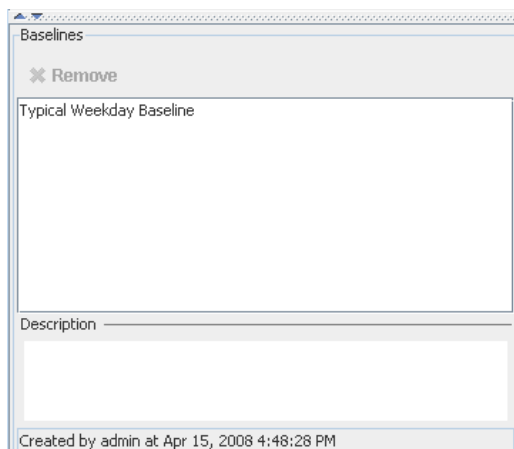 Baselines
Remove
Typical Weekday Baseline
Description
Created by admin at Apr 15, 2008 4:48:28 PM